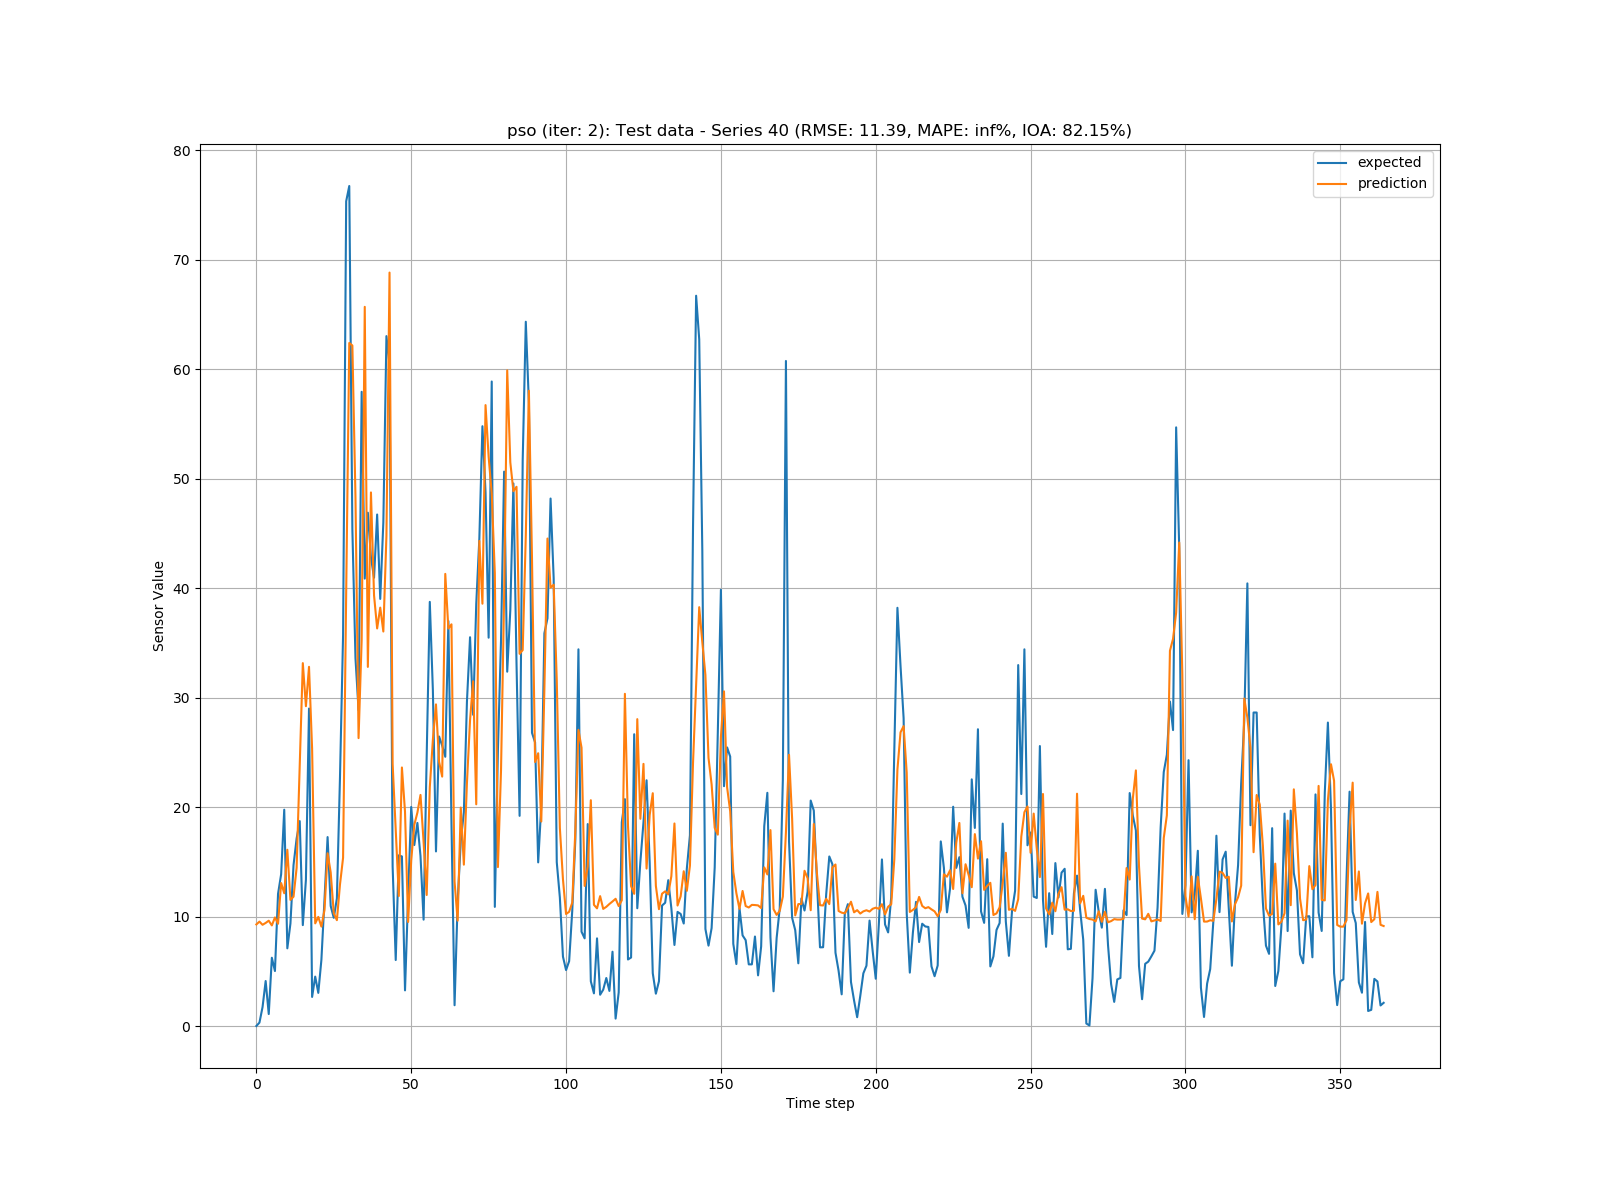 pso (iter: 2): Test data - Series 40 (RMSE: 11.39, MAPE: inf%, IOA: 82.15%)
expected
prediction
80
70
60
50
40
30
20
10
0
Sensor Value
0 50 100 150 200 250 300 350
Time step